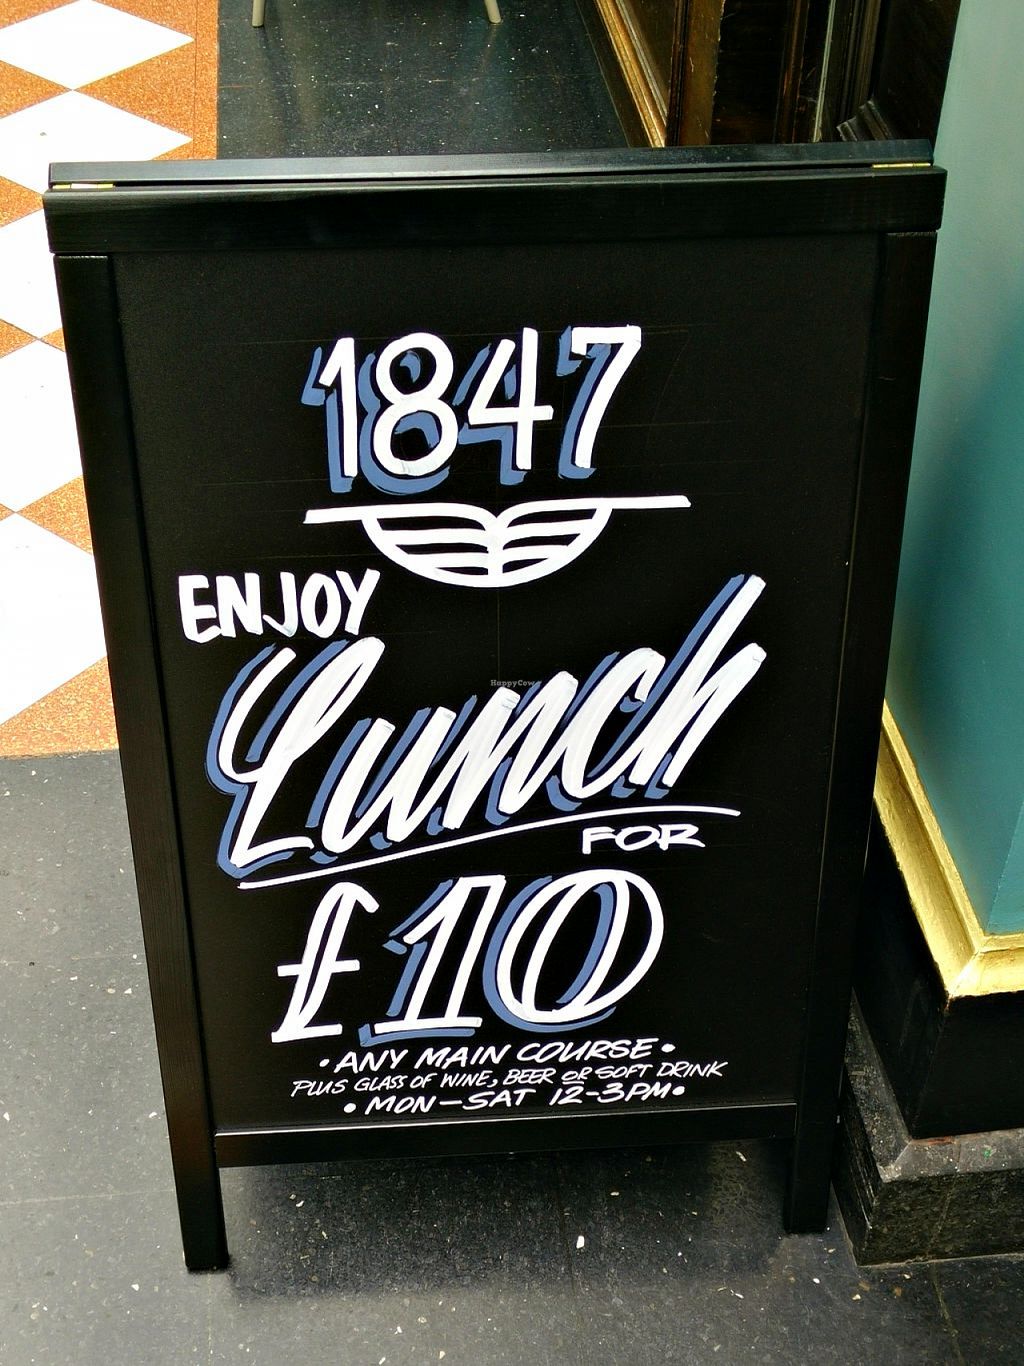 1847
ENJOY
Lunch
FOR
£10
• ANY MAIN COURSE •
PLUS GLASS OF WINE, BEER OR SOFT DRINK
• MON-SAT 12-3PM •
HappyCow